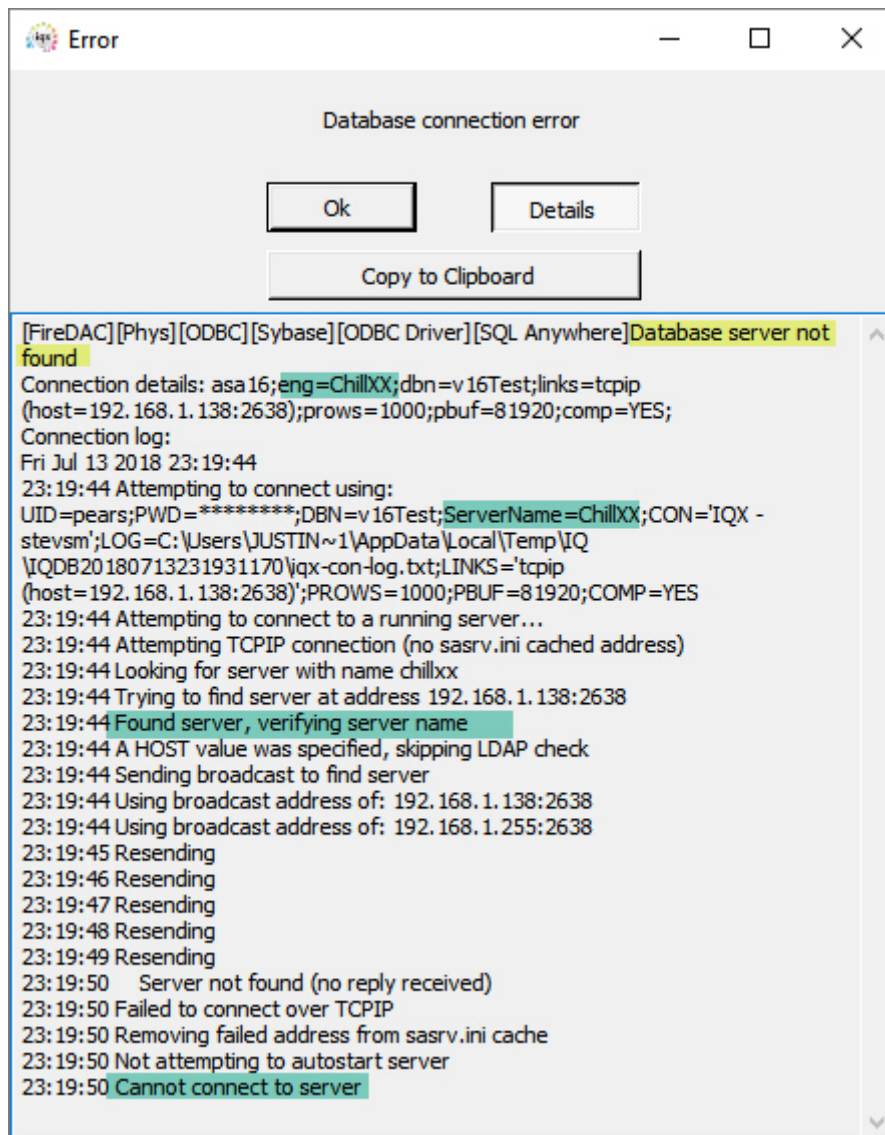 iqx Error
Database connection error
Ok Details
Copy to Clipboard
[FireDAC][Phys][ODBC][Sybase][ODBC Driver][SQL Anywhere]Database server not
found
Connection details: asa16;eng=ChillXX;dbn=v16Test;links=tcpip
(host=192.168.1.138:2638);prows=1000;pbuf=81920;comp=YES;
Connection log:
Fri Jul 13 2018 23:19:44
23:19:44 Attempting to connect using:
UID=pears;PWD=********;DBN=v16Test;ServerName=ChillXX;CON='IQX -
stevsm';LOG=C:\Users\JUSTIN~1\AppData\Local\Temp\IQ
\IQDB20180713231931170\iqx-con-log.txt;LINKS='tcpip
(host=192.168.1.138:2638)';PROWS=1000;PBUF=81920;COMP=YES
23:19:44 Attempting to connect to a running server...
23:19:44 Attempting TCPIP connection (no sasrv.ini cached address)
23:19:44 Looking for server with name chillxx
23:19:44 Trying to find server at address 192.168.1.138:2638
23:19:44 Found server, verifying server name
23:19:44 A HOST value was specified, skipping LDAP check
23:19:44 Sending broadcast to find server
23:19:44 Using broadcast address of: 192.168.1.138:2638
23:19:44 Using broadcast address of: 192.168.1.255:2638
23:19:45 Resending
23:19:46 Resending
23:19:47 Resending
23:19:48 Resending
23:19:49 Resending
23:19:50 Server not found (no reply received)
23:19:50 Failed to connect over TCPIP
23:19:50 Removing failed address from sasrv.ini cache
23:19:50 Not attempting to autostart server
23:19:50 Cannot connect to server